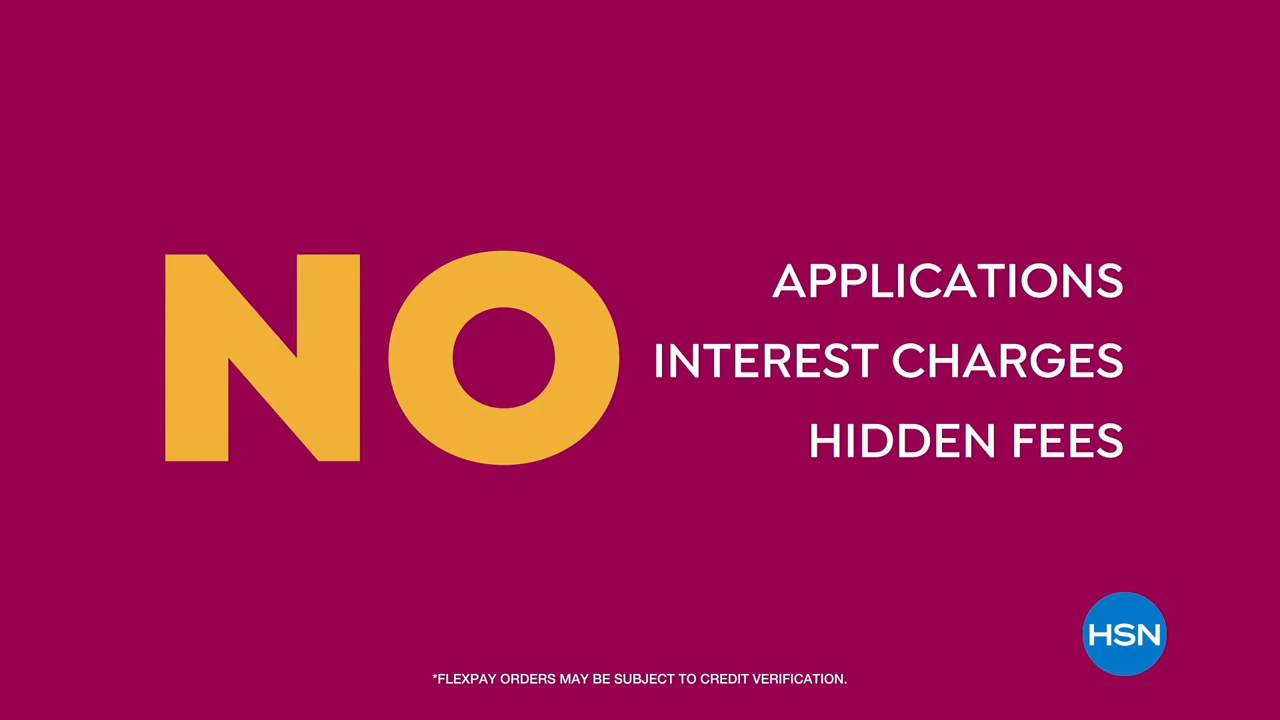 NO
APPLICATIONS
INTEREST CHARGES
HIDDEN FEES
HSN
*FLEXPAY ORDERS MAY BE SUBJECT TO CREDIT VERIFICATION.